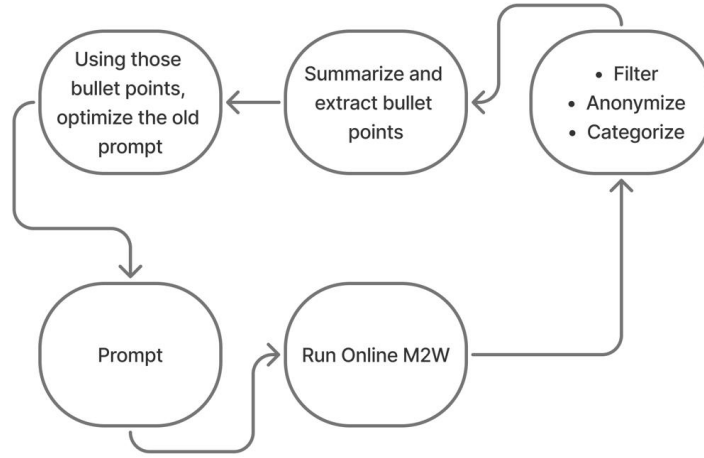 Using those
bullet points,
optimize the old
prompt
Summarize and
extract bullet
points
• Filter
• Anonymize
• Categorize
Prompt
Run Online M2W